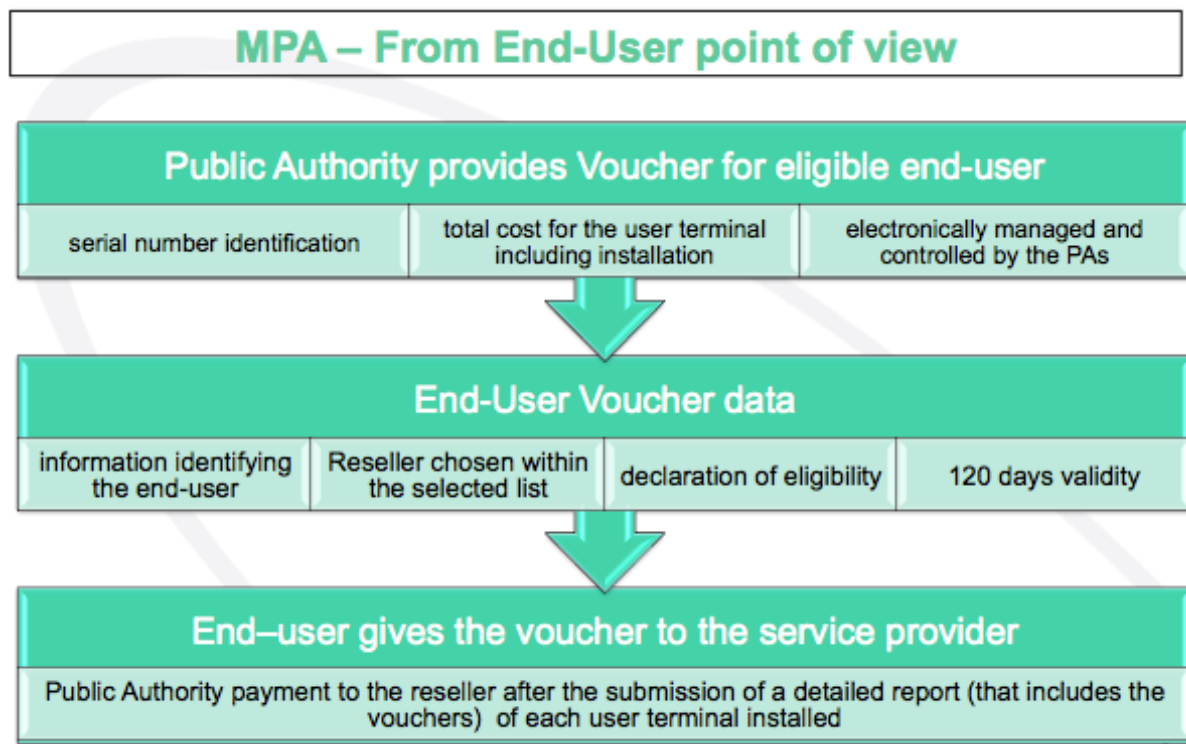 MPA – From End-User point of view
Public Authority provides Voucher for eligible end-user
serial number identification
total cost for the user terminal
including installation
electronically managed and
controlled by the PAs
End-User Voucher data
information identifying
the end-user
Reseller chosen within
the selected list
declaration of eligibility
120 days validity
End–user gives the voucher to the service provider
Public Authority payment to the reseller after the submission of a detailed report (that includes the
vouchers) of each user terminal installed